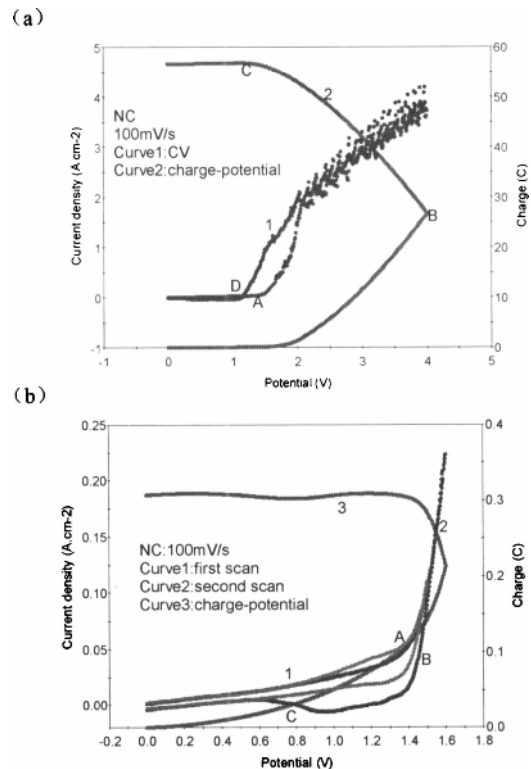 (a)
5
4
3
2
1
0
-1
60
50
40
30
20
10
0
Current density (A cm-2)
Charge (C)
NC
100mV/s
Curve1:CV
Curve2:charge-potential
C
2
1
B
D
A
-1 0 1 2 3 4 5
Potential (V)
(b)
0.25
0.20
0.15
0.10
0.05
0.00
0.4
0.3
0.2
0.1
0.0
Current density (A.cm-2)
Charge (C)
3
2
NC:100mV/s
Curve1:first scan
Curve2:second scan
Curve3:charge-potential
A
1
B
C
0.0 0.2 0.4 0.6 0.8 1.0 1.2 1.4 1.6 1.8
Potential (V)